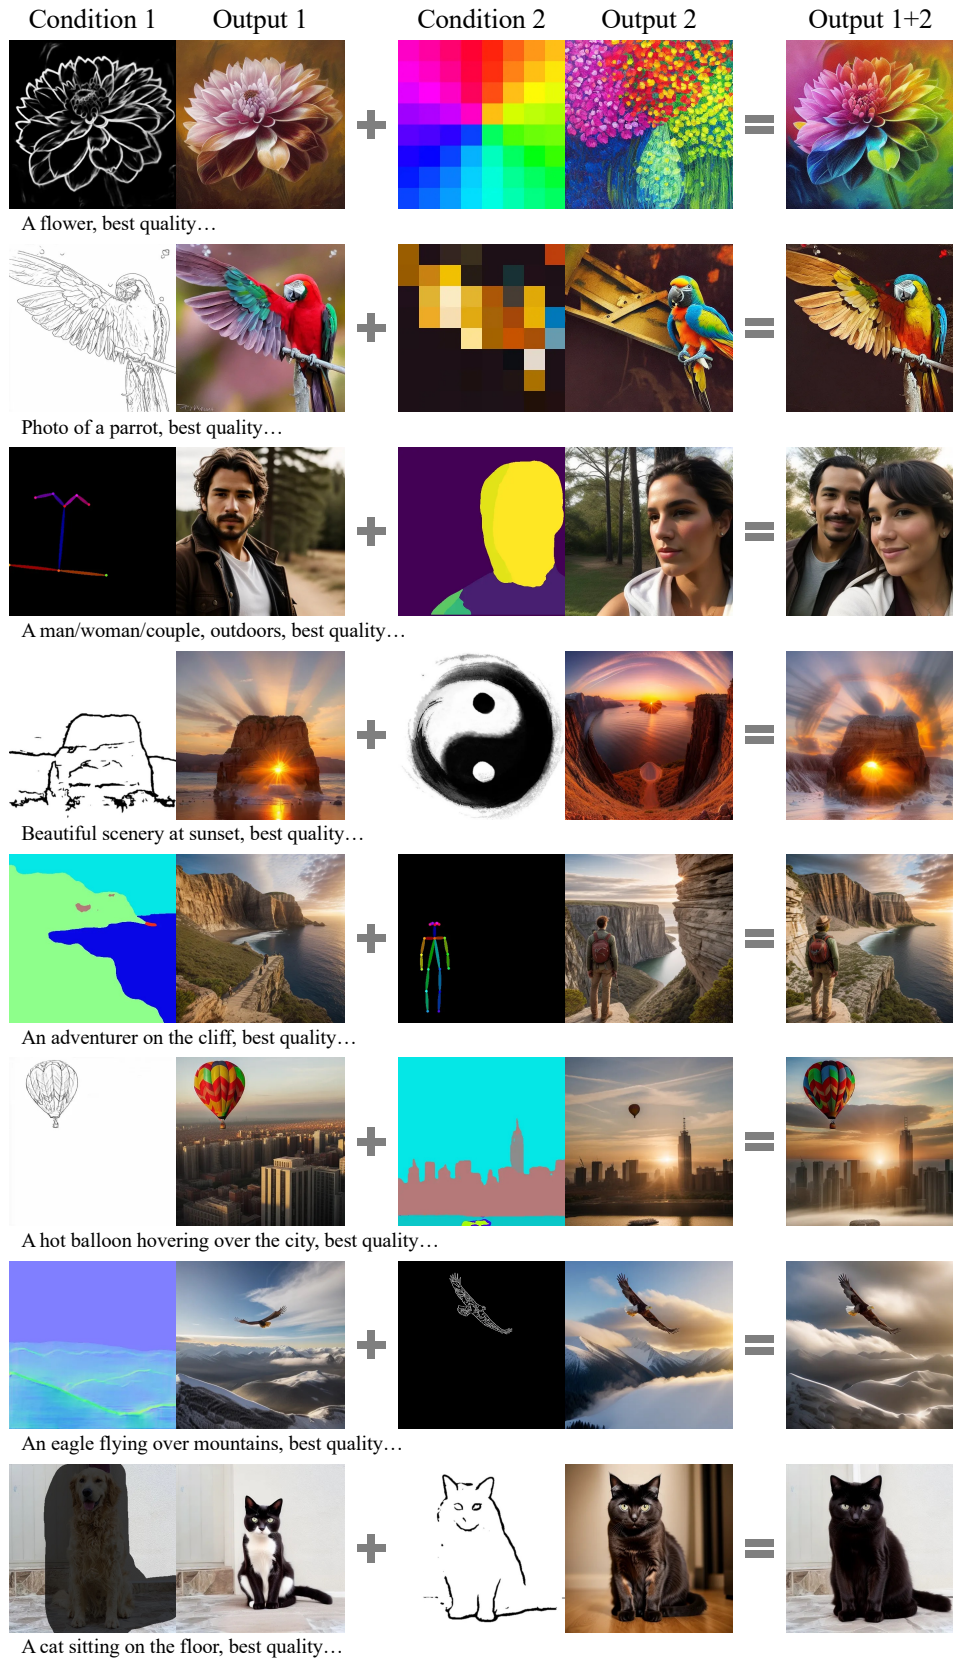 Condition 1 Output 1 Condition 2 Output 2 Output 1+2
A flower, best quality…
Photo of a parrot, best quality…
A man/woman/couple, outdoors, best quality…
Beautiful scenery at sunset, best quality…
An adventurer on the cliff, best quality…
A hot balloon hovering over the city, best quality…
An eagle flying over mountains, best quality…
A cat sitting on the floor, best quality…